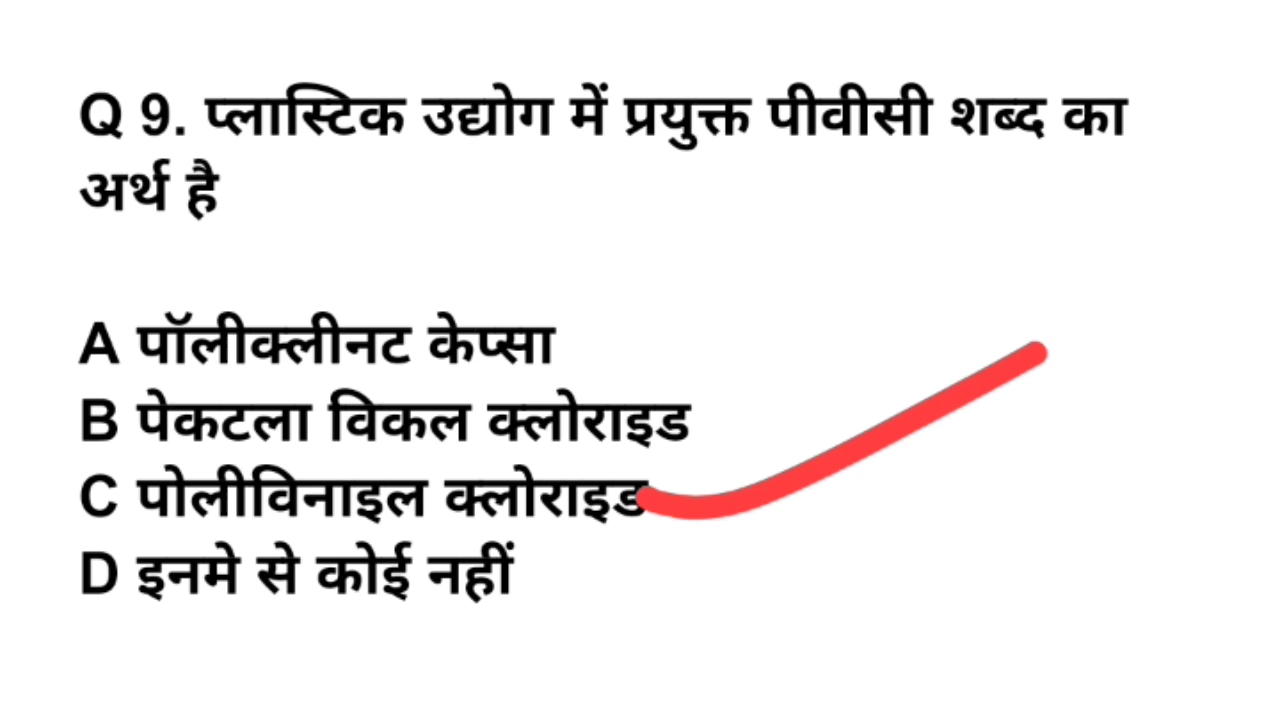 Q 9. प्लास्टिक उद्योग में प्रयुक्त पीवीसी शब्द का
अर्थ है
A पॉलीक्लीनट केप्सा
B पेकटला विकल क्लोराइड
C पोलीविनाइल क्लोराइड
D इनमे से कोई नहीं